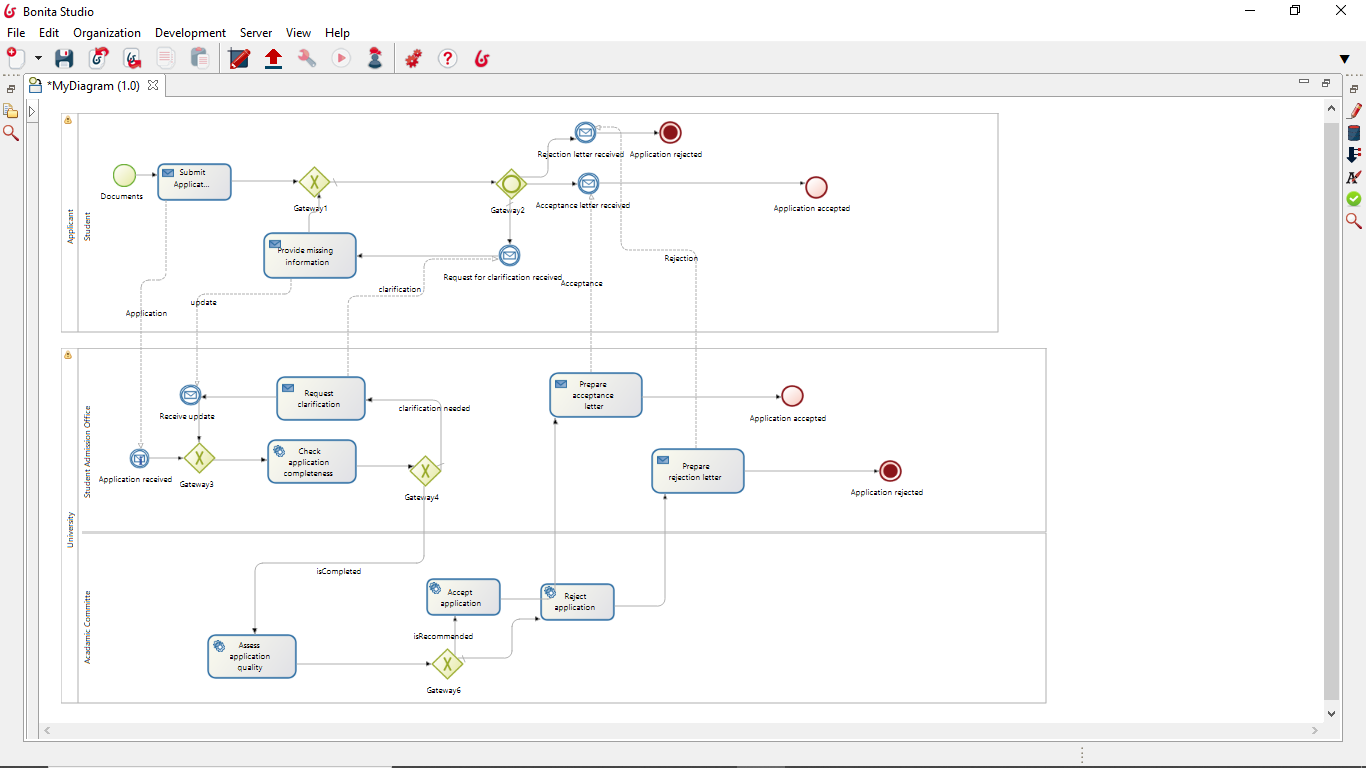 Bonita Studio
File Edit Organization Development Server View Help
*MyDiagram (1.0)
Applicant
Student
Documents
Submit
Applicat...
Gateway1
Gateway2
Rejection letter received
Application rejected
Acceptance letter received
Application accepted
Provide missing
information
Request for clarification received
Rejection
Acceptance
clarification
update
Application
University
Student Admission Office
Receive update
Request
clarification
clarification needed
Prepare
acceptance
letter
Application accepted
Application received
Gateway3
Check
application
completeness
Gateway4
Prepare
rejection letter
Application rejected
Acadamic Committe
isCompleted
Accept
application
Reject
application
isRecommended
Assess
application
quality
Gateway6